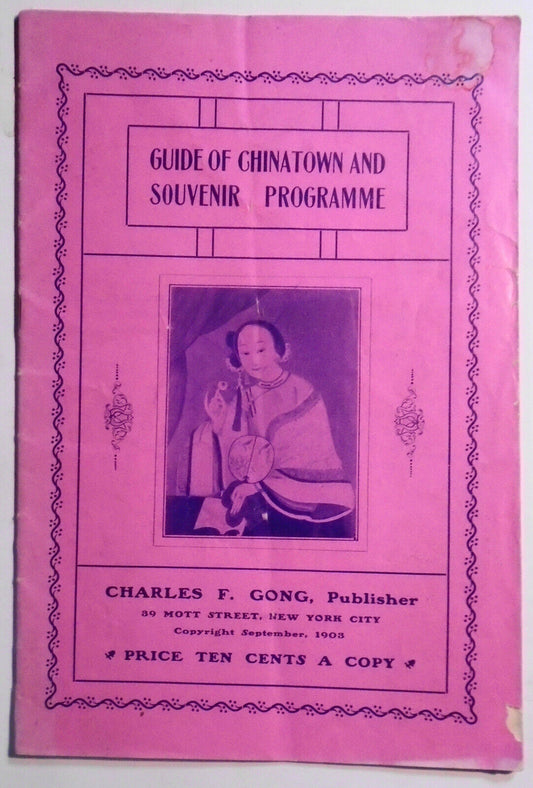 GUIDE OF CHINATOWN AND
SOUVENIR PROGRAMME
CHARLES F. GONG, Publisher
39 MOTT STREET, NEW YORK CITY
Copyright September, 1903
PRICE TEN CENTS A COPY